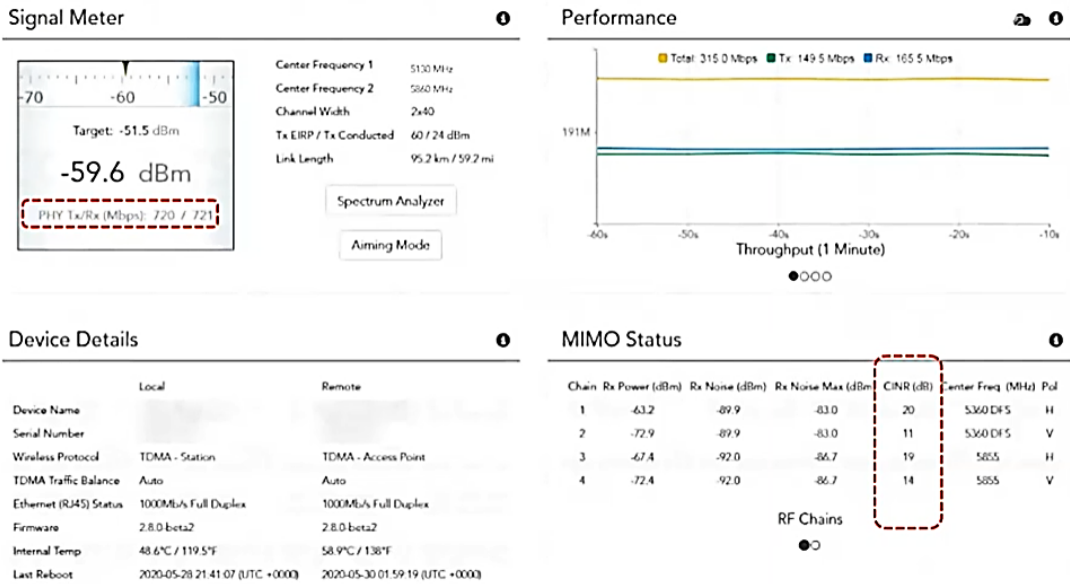 Signal Meter
-70 -60 -50
Target: -51.5 dBm
-59.6 dBm
PHY Tx/Rx (Mbps): 720 / 721
Center Frequency 1 5130 MHz
Center Frequency 2 5860 MHz
Channel Width 2x40
Tx EIRP / Tx Conducted 60 / 24 dBm
Link Length 95.2 km / 59.2 mi
Spectrum Analyzer
Aiming Mode
Performance
Total: 315.0 Mbps Tx: 149.5 Mbps Rx: 165.5 Mbps
191M
-60s -50s -40s -30s -20s -10s
Throughput (1 Minute)
Device Details
Local Remote
Device Name
Serial Number
Wireless Protocol TDMA - Station TDMA - Access Point
TDMA Traffic Balance Auto Auto
Ethernet (RJ45) Status 1000Mb/s Full Duplex 1000Mb/s Full Duplex
Firmware 2.8.0-beta2 2.8.0-beta2
Internal Temp 48.6°C / 119.5°F 58.9°C / 138°F
Last Reboot 2020-05-28 21:41:07 (UTC +0000) 2020-05-30 01:59:19 (UTC +0000)
MIMO Status
Chain Rx Power (dBm) Rx Noise (dBm) Rx Noise Max (dBm) CINR (dB) Center Freq (MHz) Pol
1 -63.2 -89.9 -83.0 20 5360 DFS H
2 -72.9 -89.9 -83.0 11 5360 DFS V
3 -67.4 -92.0 -86.7 19 5855 H
4 -72.4 -92.0 -86.7 14 5855 V
RF Chains